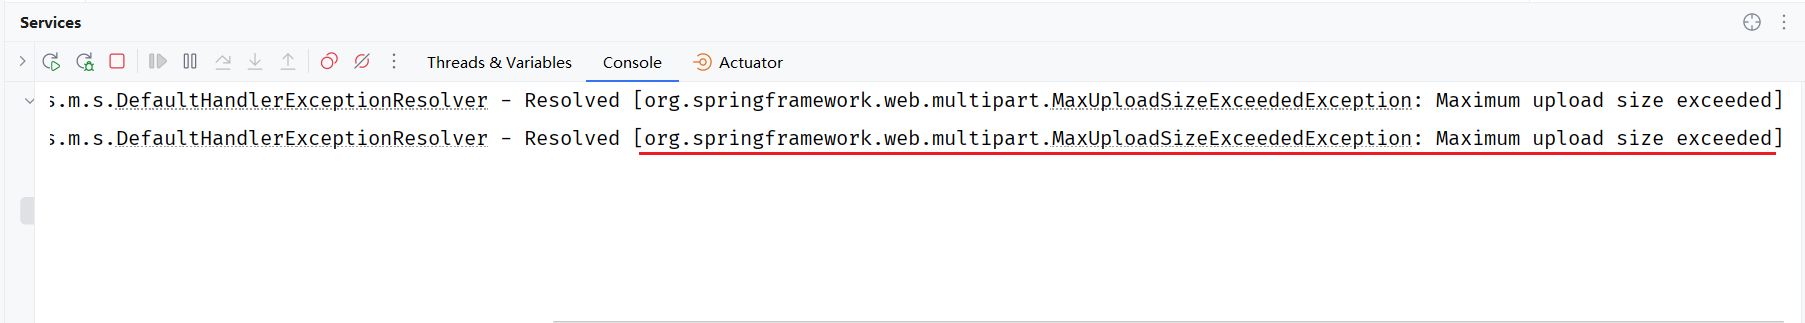 Services
Threads & Variables Console Actuator
s.m.s.DefaultHandlerExceptionResolver - Resolved [org.springframework.web.multipart.MaxUploadSizeExceededException: Maximum upload size exceeded]
s.m.s.DefaultHandlerExceptionResolver - Resolved [org.springframework.web.multipart.MaxUploadSizeExceededException: Maximum upload size exceeded]